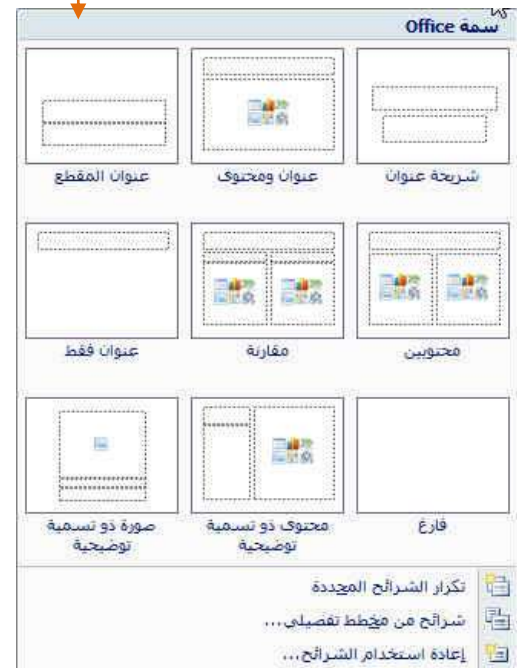 سمة Office
شريحة عنوان
عنوان ومحتوى
عنوان المقطع
محتويين
مقارنة
عنوان فقط
فارغ
محتوى ذو تسمية
توضيحية
صورة ذو تسمية
توضيحية
تكرار الشرائح المحددة
شرائح من مخطط تفصيلي...
إعادة استخدام الشرائح...